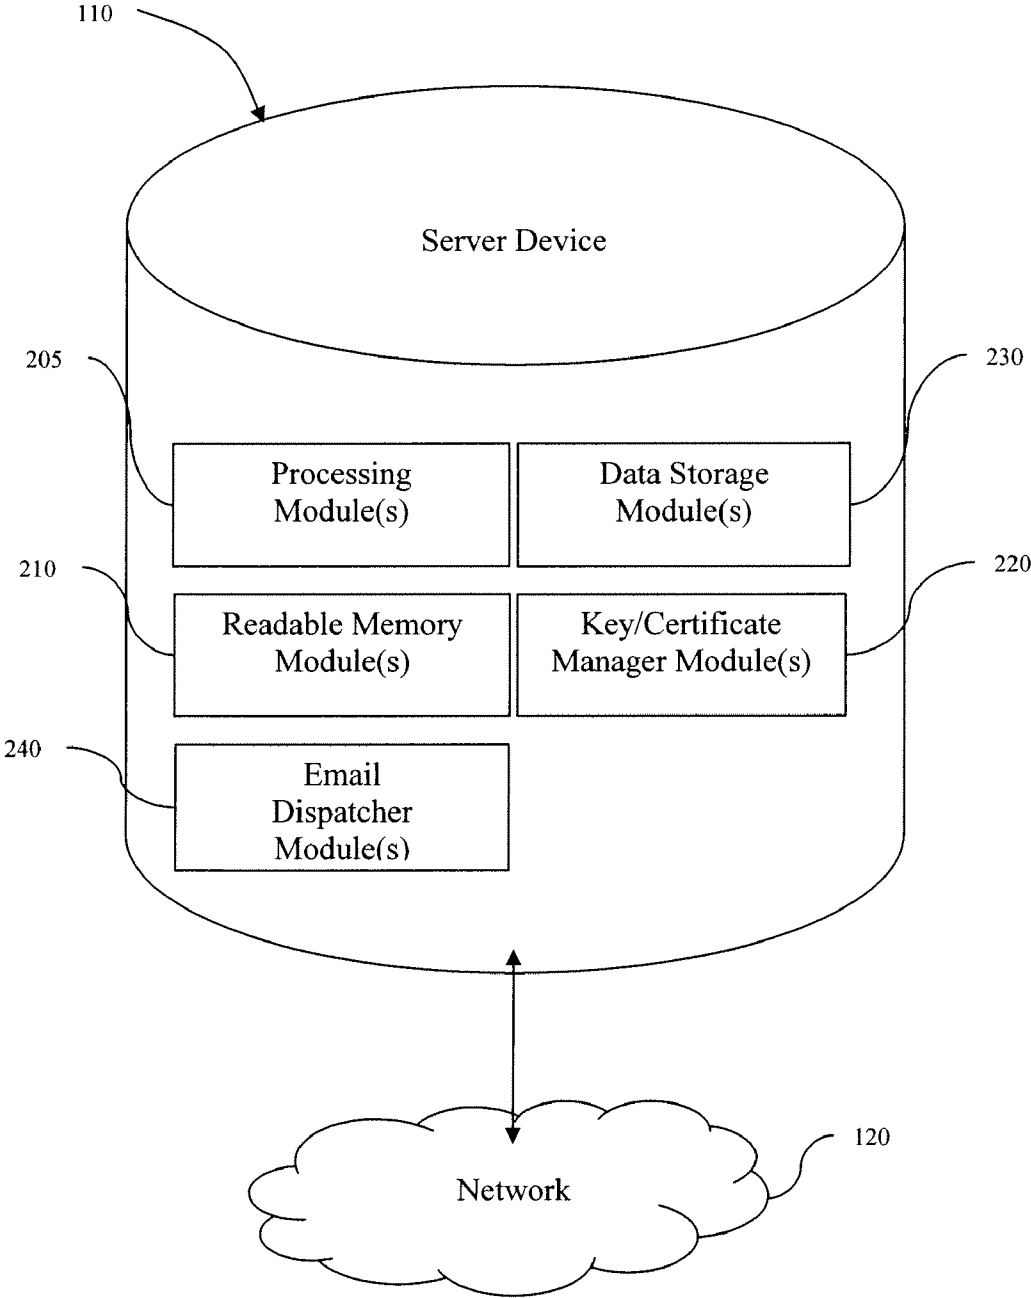 110
Server Device
205
230
Processing
Module(s)
Data Storage
Module(s)
210
220
Readable Memory
Module(s)
Key/Certificate
Manager Module(s)
240
Email
Dispatcher
Module(s)
120
Network